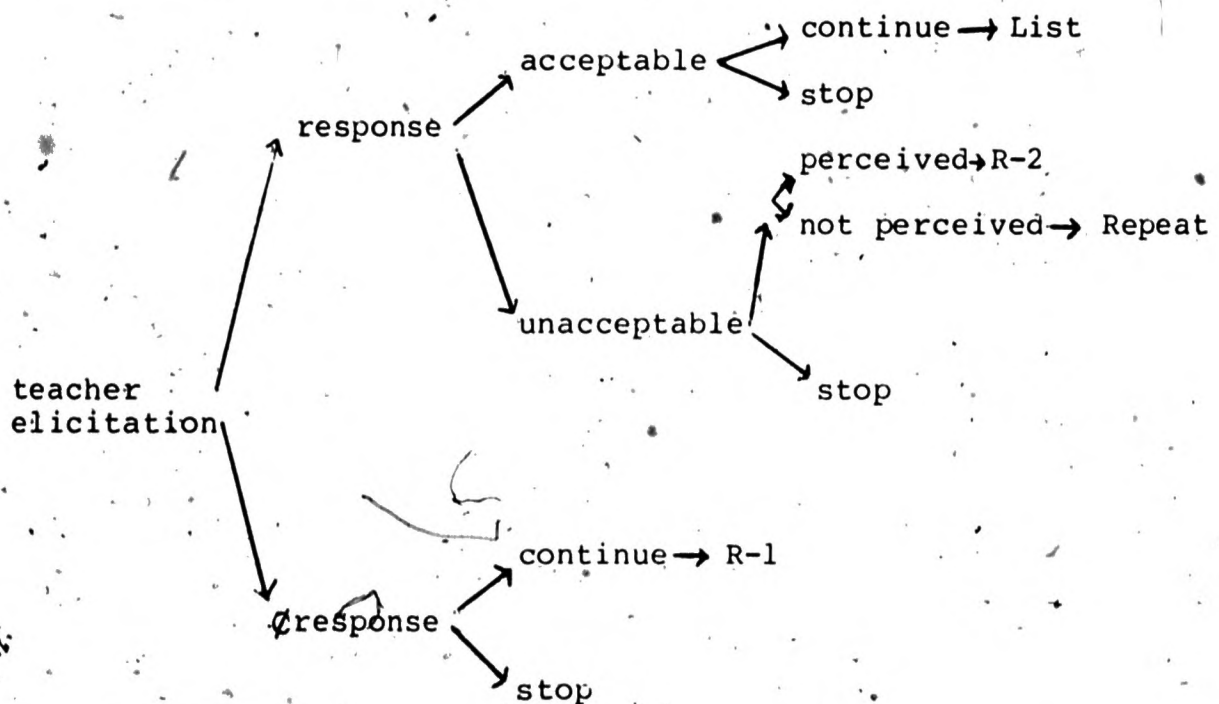 continue → List
acceptable
stop
response
perceived→R-2
not perceived→ Repeat
unacceptable
teacher
elicitation
stop
continue → R-1
¢response
stop